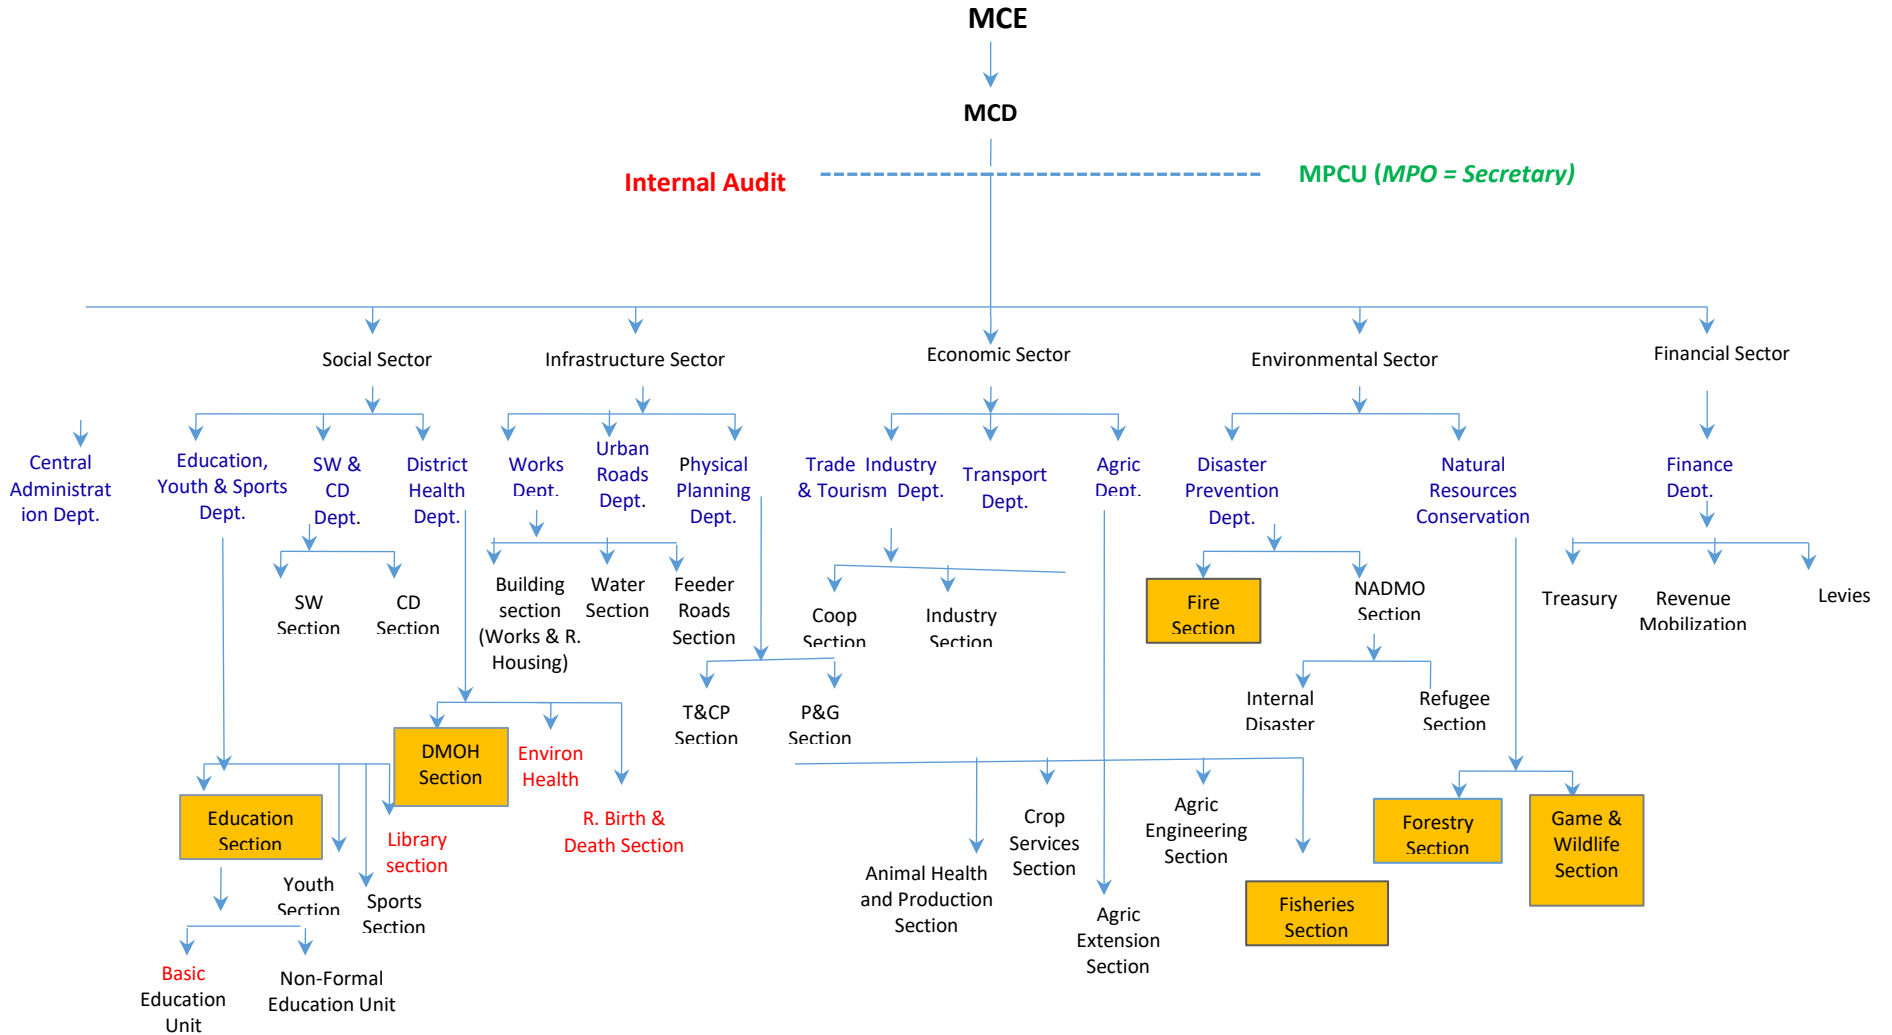 MCE
MCD
Internal Audit
MPCU (MPO = Secretary)
Social Sector
Infrastructure Sector
Economic Sector
Environmental Sector
Financial Sector
Central
Administrat
ion Dept.
Education,
Youth & Sports
Dept.
SW &
CD
Dept.
District
Health
Dept.
Works
Dept.
Urban
Roads
Dept.
Physical
Planning
Dept.
Trade Industry
& Tourism Dept.
Transport
Dept.
Agric
Dept.
Disaster
Prevention
Dept.
Natural
Resources
Conservation
Finance
Dept.
SW
Section
CD
Section
Building
section
(Works & R.
Housing)
Water
Section
Feeder
Roads
Section
Coop
Section
Industry
Section
Fire
Section
NADMO
Section
Treasury
Revenue
Mobilization
Levies
T&CP
Section
P&G
Section
Internal
Disaster
Refugee
Section
DMOH
Section
Environ
Health
R. Birth &
Death Section
Education
Section
Youth
Section
Sports
Section
Library
section
Animal Health
and Production
Section
Crop
Services
Section
Agric
Extension
Section
Agric
Engineering
Section
Fisheries
Section
Forestry
Section
Game &
Wildlife
Section
Basic
Education
Unit
Non-Formal
Education Unit